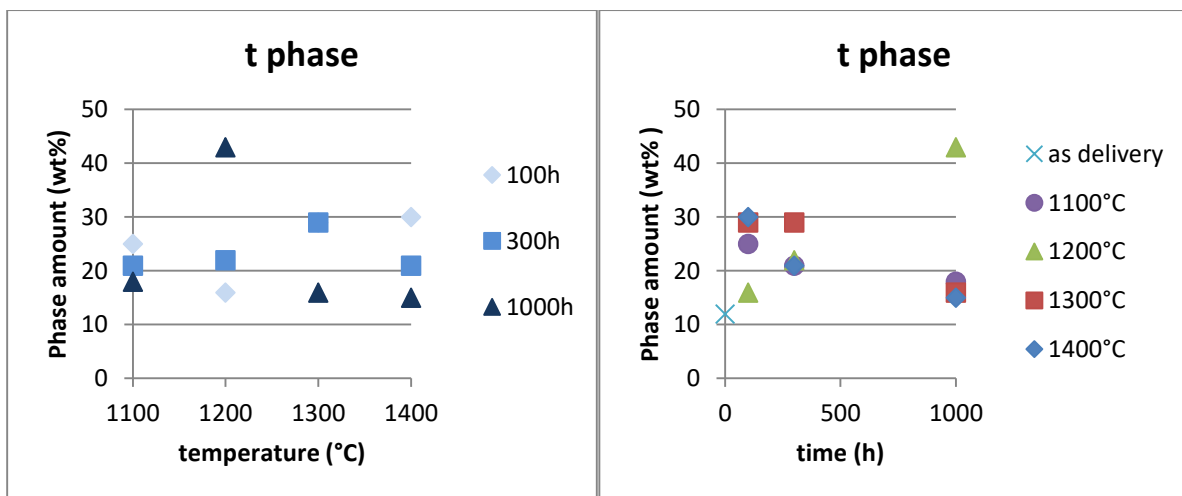 t phase
Phase amount (wt%)
50
40
30
20
10
0
1100 1200 1300 1400
temperature (°C)
100h
300h
1000h
t phase
Phase amount (wt% )
50
40
30
20
10
0
0 500 1000
time (h)
as delivery
1100°C
1200°C
1300°C
1400°C